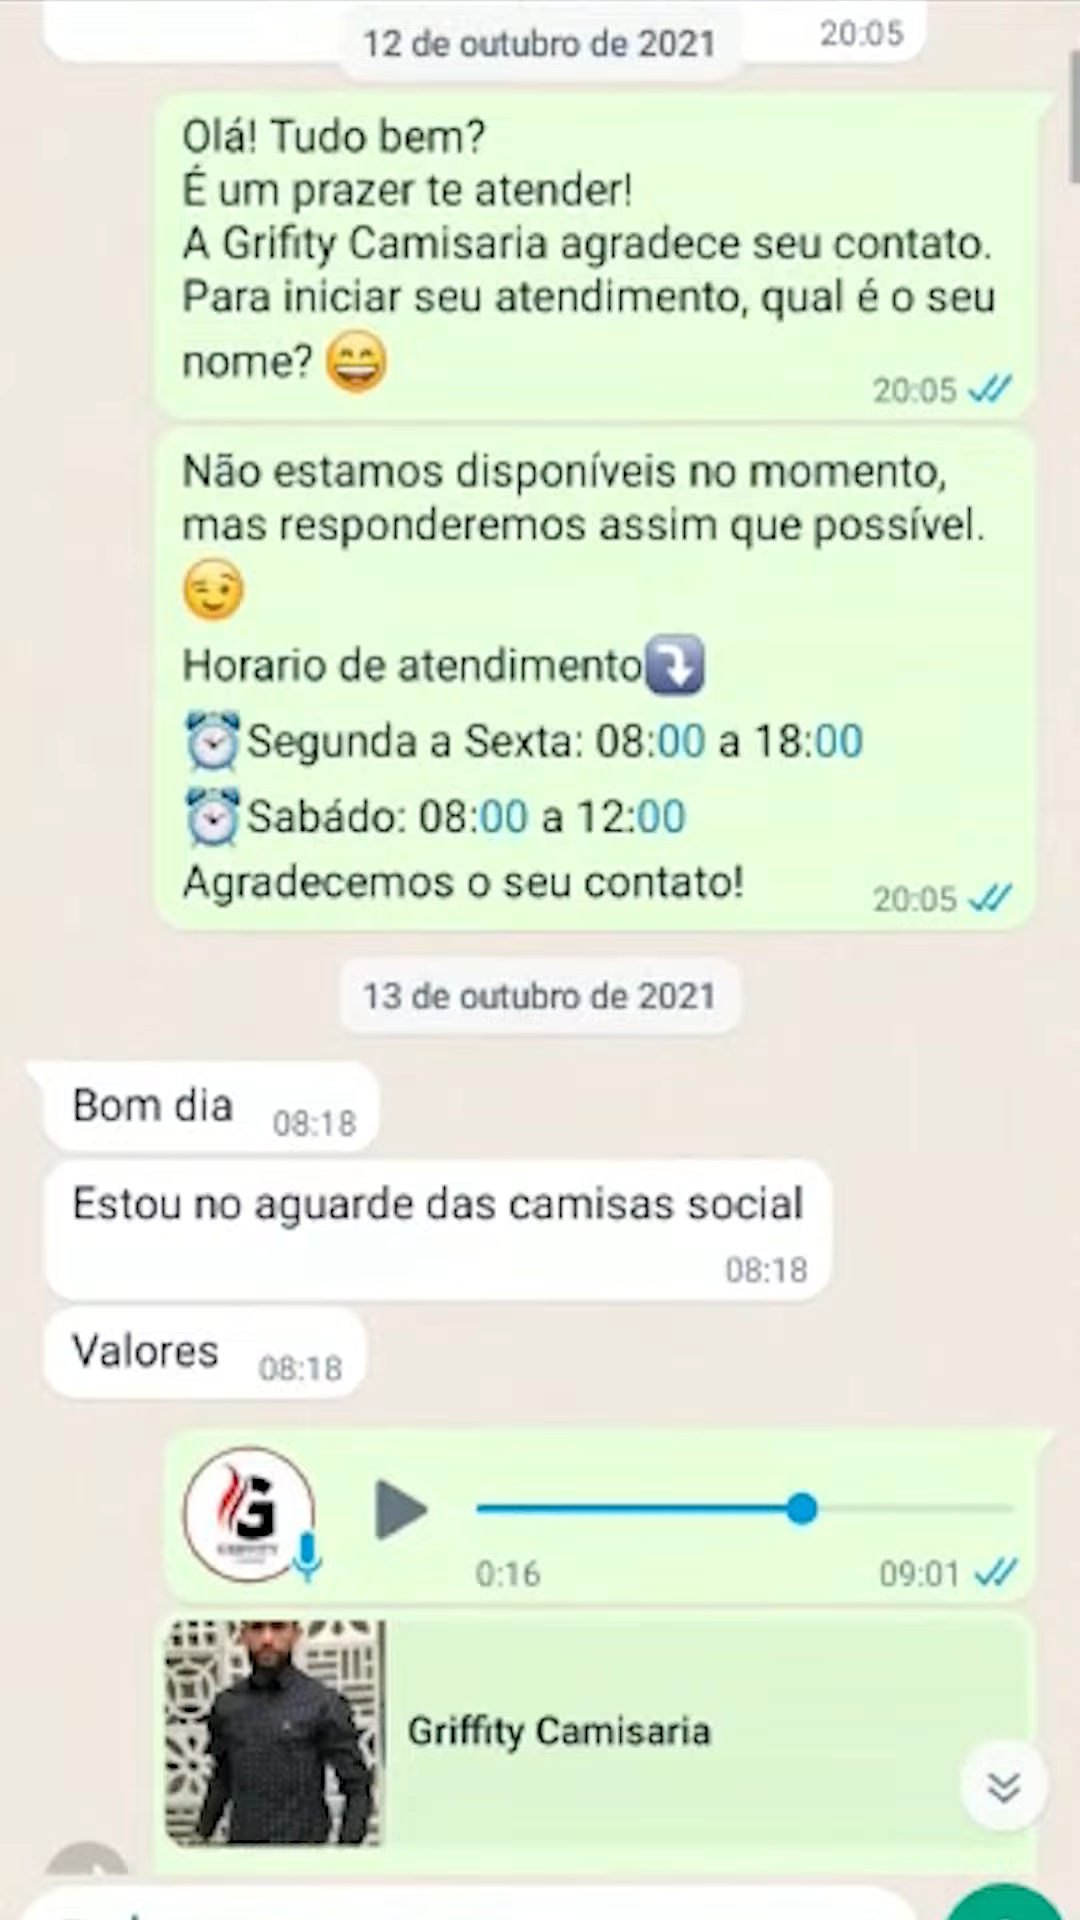 20:05
12 de outubro de 2021
Olá! Tudo bem?
É um prazer te atender!
A Grifity Camisaria agradece seu contato.
Para iniciar seu atendimento, qual é o seu
nome? 😄
20:05
Não estamos disponíveis no momento,
mas responderemos assim que possível.
😉
Horario de atendimento⤵️
⏰Segunda a Sexta: 08:00 a 18:00
⏰Sabádo: 08:00 a 12:00
Agradecemos o seu contato!
20:05
13 de outubro de 2021
Bom dia
08:18
Estou no aguarde das camisas social
08:18
Valores
08:18
G
0:16
09:01
Griffity Camisaria